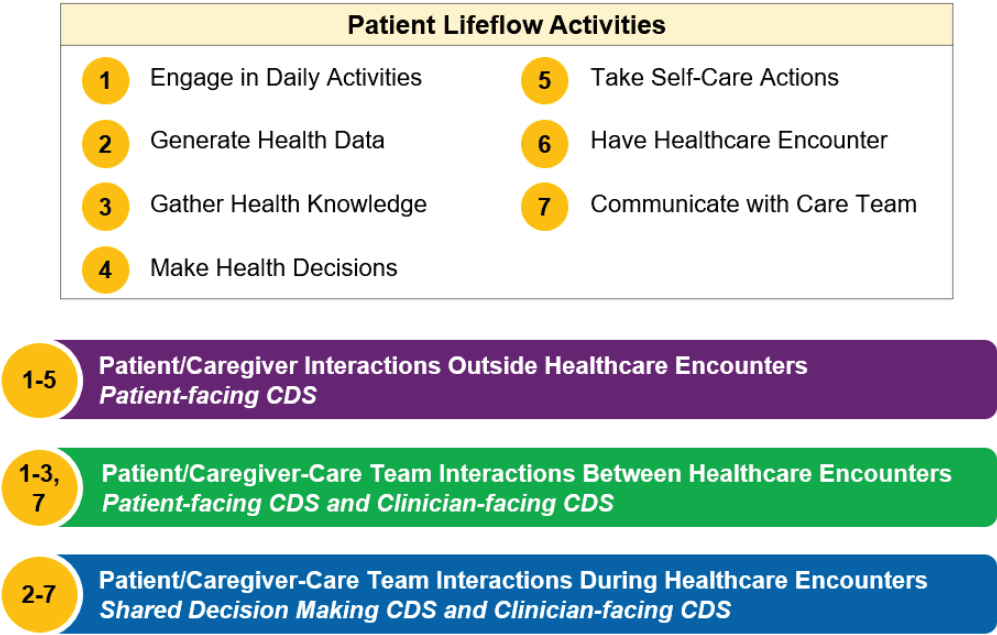 Patient Lifeflow Activities
1 Engage in Daily Activities
2 Generate Health Data
3 Gather Health Knowledge
4 Make Health Decisions
5 Take Self-Care Actions
6 Have Healthcare Encounter
7 Communicate with Care Team
1-5
Patient/Caregiver Interactions Outside Healthcare Encounters
Patient-facing CDS
1-3,
7
Patient/Caregiver-Care Team Interactions Between Healthcare Encounters
Patient-facing CDS and Clinician-facing CDS
2-7
Patient/Caregiver-Care Team Interactions During Healthcare Encounters
Shared Decision Making CDS and Clinician-facing CDS